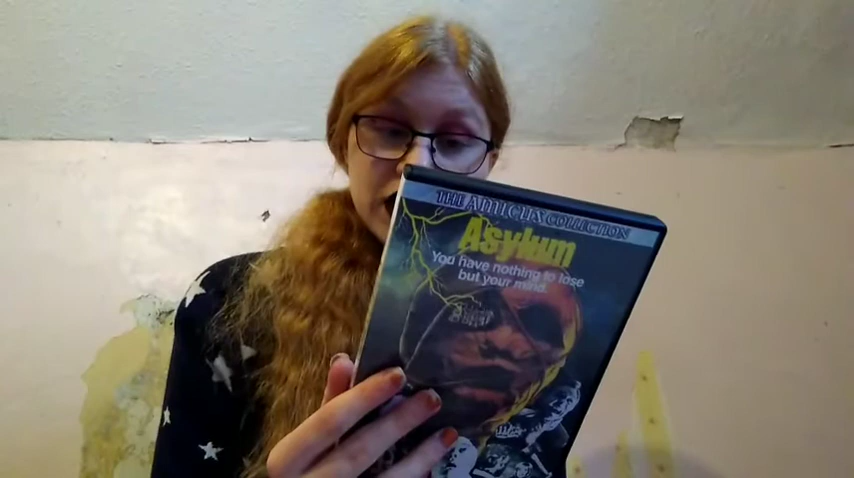 THE AMICUS COLLECTION
Asylum
You have nothing to lose
but your mind.